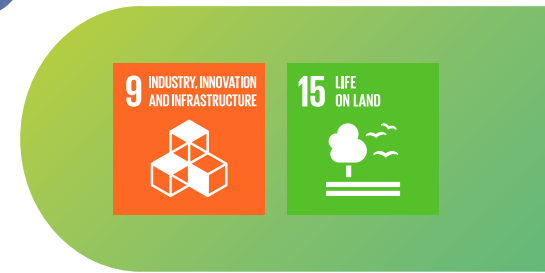 9 INDUSTRY, INNOVATION
AND INFRASTRUCTURE
15 LIFE
ON LAND